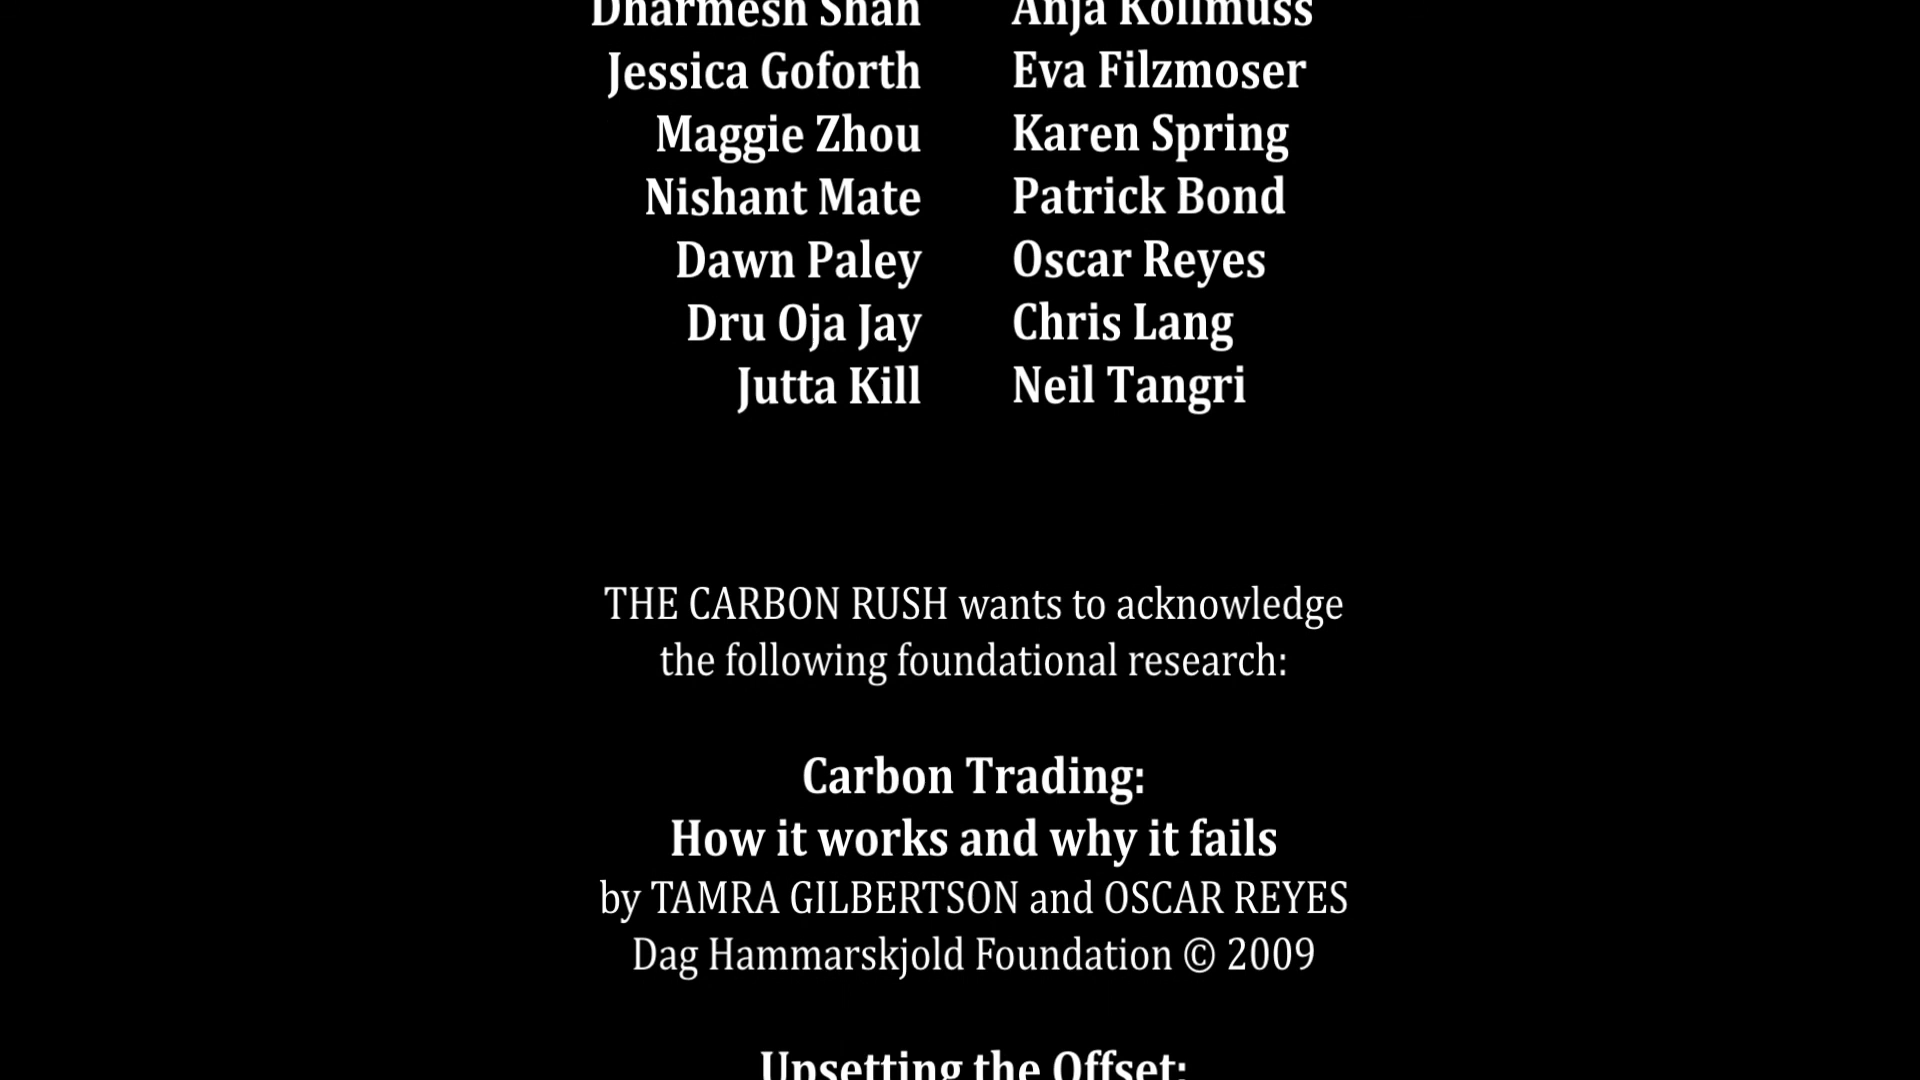 Dharmesh Shah Anja Kollmuss
Jessica Goforth Eva Filzmoser
Maggie Zhou Karen Spring
Nishant Mate Patrick Bond
Dawn Paley Oscar Reyes
Dru Oja Jay Chris Lang
Jutta Kill Neil Tangri
THE CARBON RUSH wants to acknowledge
the following foundational research:
Carbon Trading:
How it works and why it fails
by TAMRA GILBERTSON and OSCAR REYES
Dag Hammarskjold Foundation © 2009
Upsetting the Offset: